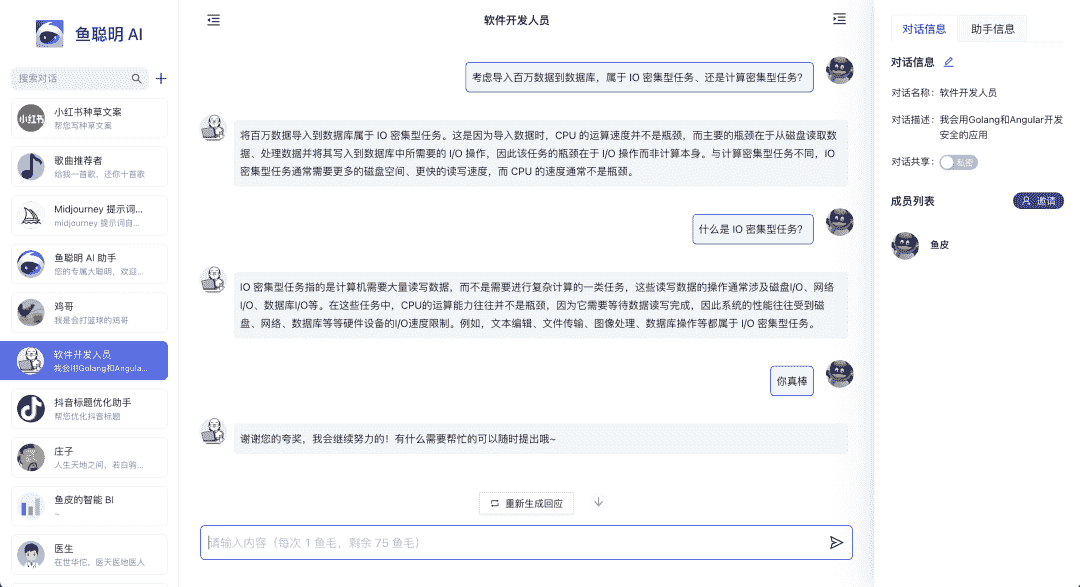 鱼聪明 AI
搜索对话
小红书
小红书种草文案
帮您写种草文案
歌曲推荐者
给我一首歌，还你十首歌
Midjourney 提示词...
midjourney 提示词自...
鱼聪明 AI 助手
您的专属大聪明，欢迎...
鸡哥
我是会打篮球的鸡哥
软件开发人员
我会用Golang和Angula...
抖音标题优化助手
帮您优化抖音标题
庄子
人生天地之间，若白驹...
鱼皮的智能 BI
~
医生
在世华佗，医天医地医人
软件开发人员
考虑导入百万数据到数据库，属于 IO 密集型任务、还是计算密集型任务？
将百万数据导入到数据库属于 IO 密集型任务。这是因为导入数据时，CPU 的运算速度并不是瓶颈，而主要的瓶颈在于从磁盘读取数
据、处理数据并将其写入到数据库中所需要的 I/O 操作，因此该任务的瓶颈在于 I/O 操作而非计算本身。与计算密集型任务不同，IO
密集型任务通常需要更多的磁盘空间、更快的读写速度，而 CPU 的速度通常不是瓶颈。
什么是 IO 密集型任务？
IO 密集型任务指的是计算机需要大量读写数据，而不是需要进行复杂计算的一类任务，这些读写数据的操作通常涉及磁盘I/O、网络
I/O、数据库I/O等。在这些任务中，CPU的运算能力往往并不是瓶颈，因为它需要等待数据读写完成，因此系统的性能往往受到磁
盘、网络、数据库等等硬件设备的I/O速度限制。例如，文本编辑、文件传输、图像处理、数据库操作等都属于 I/O 密集型任务。
你真棒
谢谢您的夸奖，我会继续努力的！有什么需要帮忙的可以随时提出哦~
重新生成回应
请输入内容（每次 1 鱼毛，剩余 75 鱼毛）
对话信息
助手信息
对话信息
对话名称：软件开发人员
对话描述：我会用Golang和Angular开发
安全的应用
对话共享：私密
成员列表
邀请
鱼皮